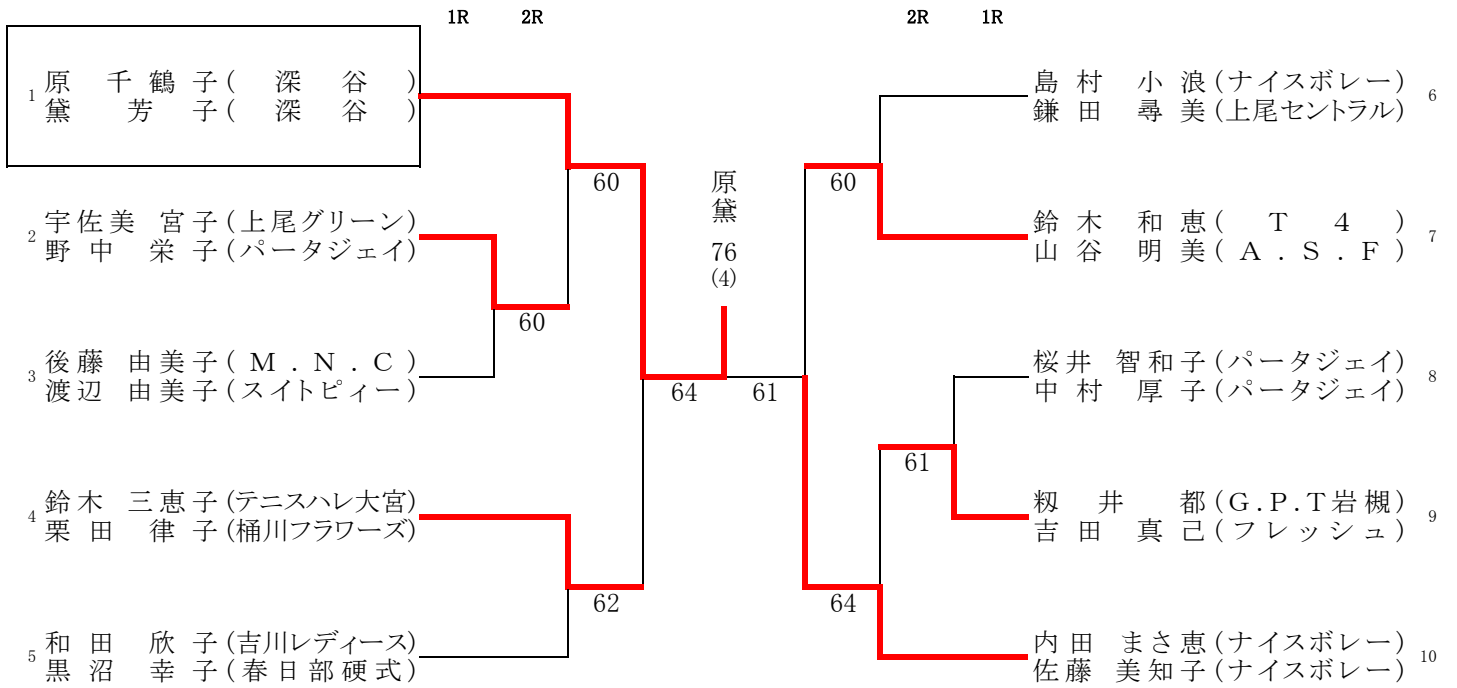 1R 2R 2R 1R
1 原 千鶴子(深谷)
黛 芳子(深谷)
2 宇佐美 宮子(上尾グリーン)
野中 栄子(パータジェイ)
3 後藤 由美子(M.N.C)
渡辺 由美子(スイトピィー)
4 鈴木 三恵子(テニスハレ大宮)
栗田 律子(桶川フラワーズ)
5 和田 欣子(吉川レディース)
黒沼 幸子(春日部硬式)
60
60
62
64
原
黛
76
(4)
61
60
61
64
島村 小浪(ナイスボレー) 6
鎌田 尋美(上尾セントラル)
鈴木 和恵(T4) 7
山谷 明美(A.S.F)
桜井 智和子(パータジェイ) 8
中村 厚子(パータジェイ)
籾井 都(G.P.T岩槻) 9
吉田 真己(フレッシュ)
内田 まさ恵(ナイスボレー) 10
佐藤 美知子(ナイスボレー)